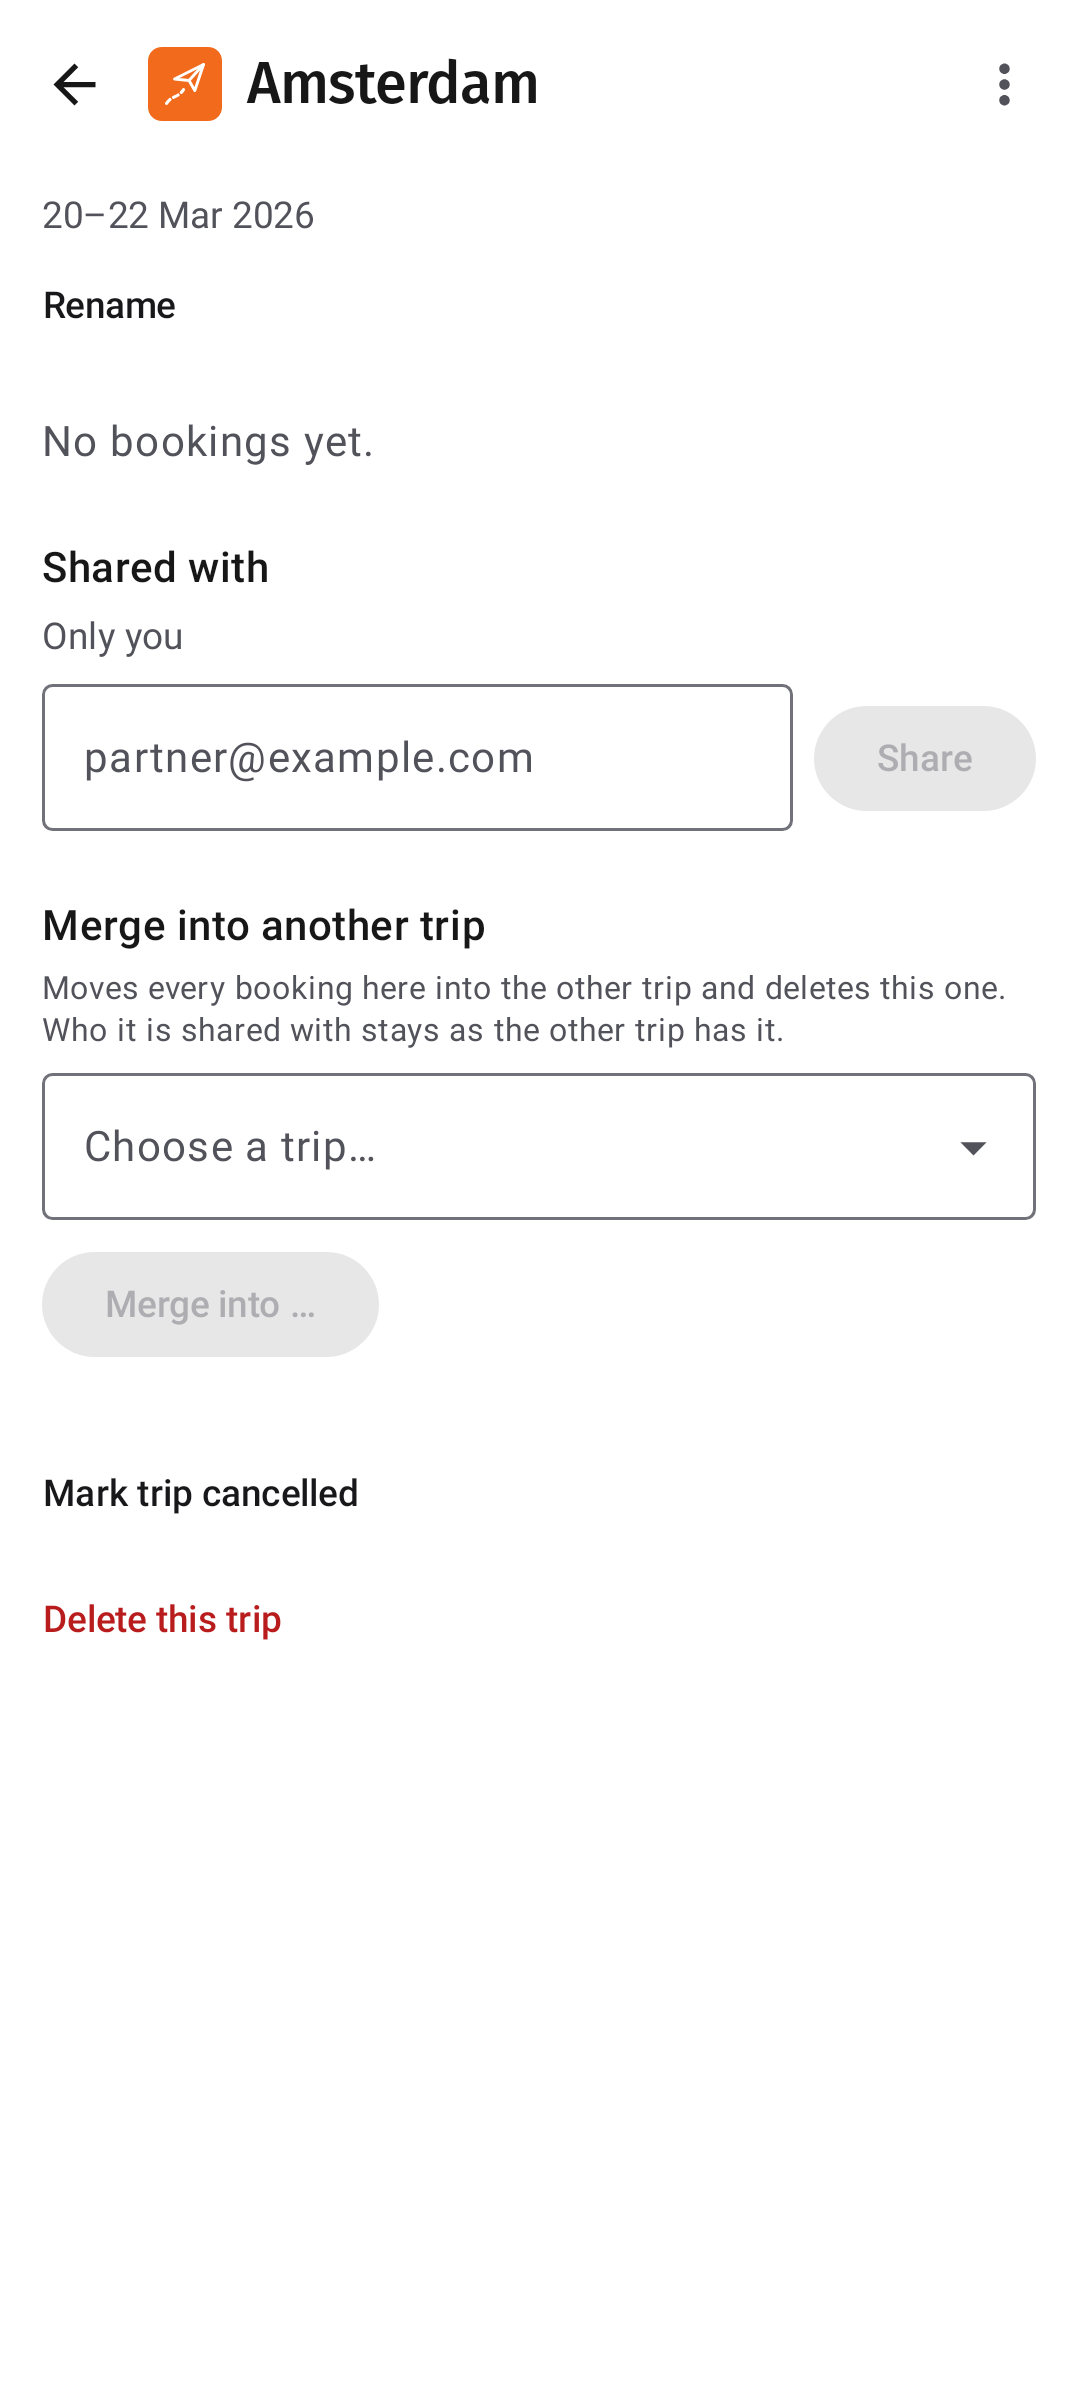 Amsterdam
20–22 Mar 2026
Rename
No bookings yet.
Shared with
Only you
partner@example.com
Share
Merge into another trip
Moves every booking here into the other trip and deletes this one.
Who it is shared with stays as the other trip has it.
Choose a trip…
Merge into …
Mark trip cancelled
Delete this trip